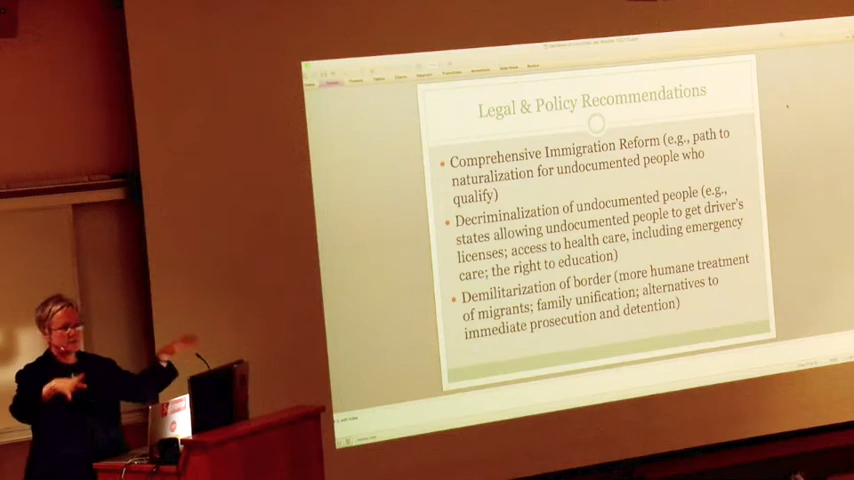 Legal & Policy Recommendations
Comprehensive Immigration Reform (e.g., path to
naturalization for undocumented people who
qualify)
Decriminalization of undocumented people (e.g.,
states allowing undocumented people to get driver's
licenses; access to health care, including emergency
care; the right to education)
Demilitarization of border (more humane treatment
of migrants; family unification; alternatives to
immediate prosecution and detention)